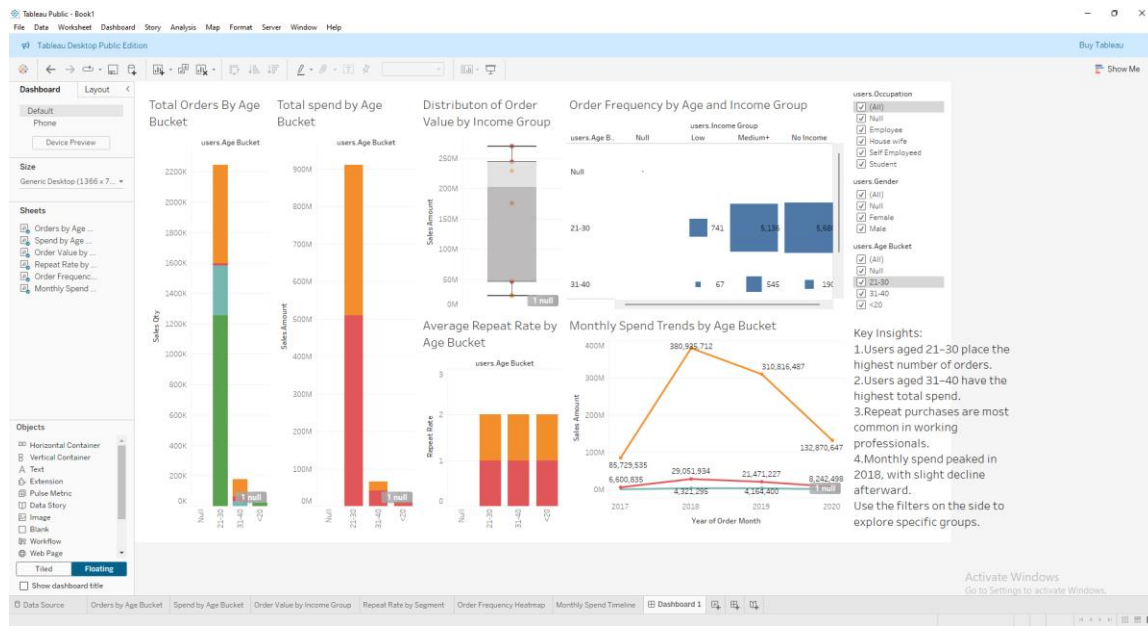 Tableau Public - Book1
File Data Worksheet Dashboard Story Analysis Map Format Server Window Help
Tableau Desktop Public Edition
Buy Tableau
Show Me
Dashboard Layout
Default
Phone
Device Preview
Size
Generic Desktop (1366 x 7...
Sheets
Orders by Age ...
Spend by Age ...
Order Value by ...
Repeat Rate by ...
Order Frequenc...
Monthly Spend ...
Objects
Horizontal Container
Vertical Container
Text
Extension
Pulse Metric
Data Story
Image
Blank
Workflow
Web Page
Tiled Floating
Show dashboard title
Total Orders By Age
Bucket
users.Age Bucket
Sales Qty
2200K
2000K
1800K
1600K
1400K
1200K
1000K
800K
600K
400K
200K
0K
1 null
Null
21-30
31-40
<20
Total spend by Age
Bucket
users.Age Bucket
Sales Amount
900M
800M
700M
600M
500M
400M
300M
200M
100M
0M
1 null
Null
21-30
31-40
<20
Distributon of Order
Value by Income Group
Sales Amount
250M
200M
150M
100M
50M
0M
1 null
Order Frequency by Age and Income Group
users.Income Group
users.Age B.. Null Low Medium+ No Income
Null
21-30 741 5,136
31-40 67 545 190
Average Repeat Rate by
Age Bucket
users.Age Bucket
Repeat Rate
3
2
1
0
Null
21-30
31-40
<20
Monthly Spend Trends by Age Bucket
Sales Amount
400M
300M
200M
100M
0M
380,935,712
310,816,487
132,870,647
85,729,535
6,600,835
29,051,934
21,471,227
8,242,498
4,321,295
4,164,400
1 null
2017 2018 2019 2020
Year of Order Month
users.Occupation
(All)
Null
Employee
House wife
Self Employeed
Student
users.Gender
(All)
Null
Female
Male
users.Age Bucket
(All)
Null
21-30
31-40
<20
Key Insights:
1.Users aged 21–30 place the
highest number of orders.
2.Users aged 31–40 have the
highest total spend.
3.Repeat purchases are most
common in working
professionals.
4.Monthly spend peaked in
2018, with slight decline
afterward.
Use the filters on the side to
explore specific groups.
Activate Windows
Go to Settings to activate Windows.
Data Source Orders by Age Bucket Spend by Age Bucket Order Value by Income Group Repeat Rate by Segment Order Frequency Heatmap Monthly Spend Timeline Dashboard 1